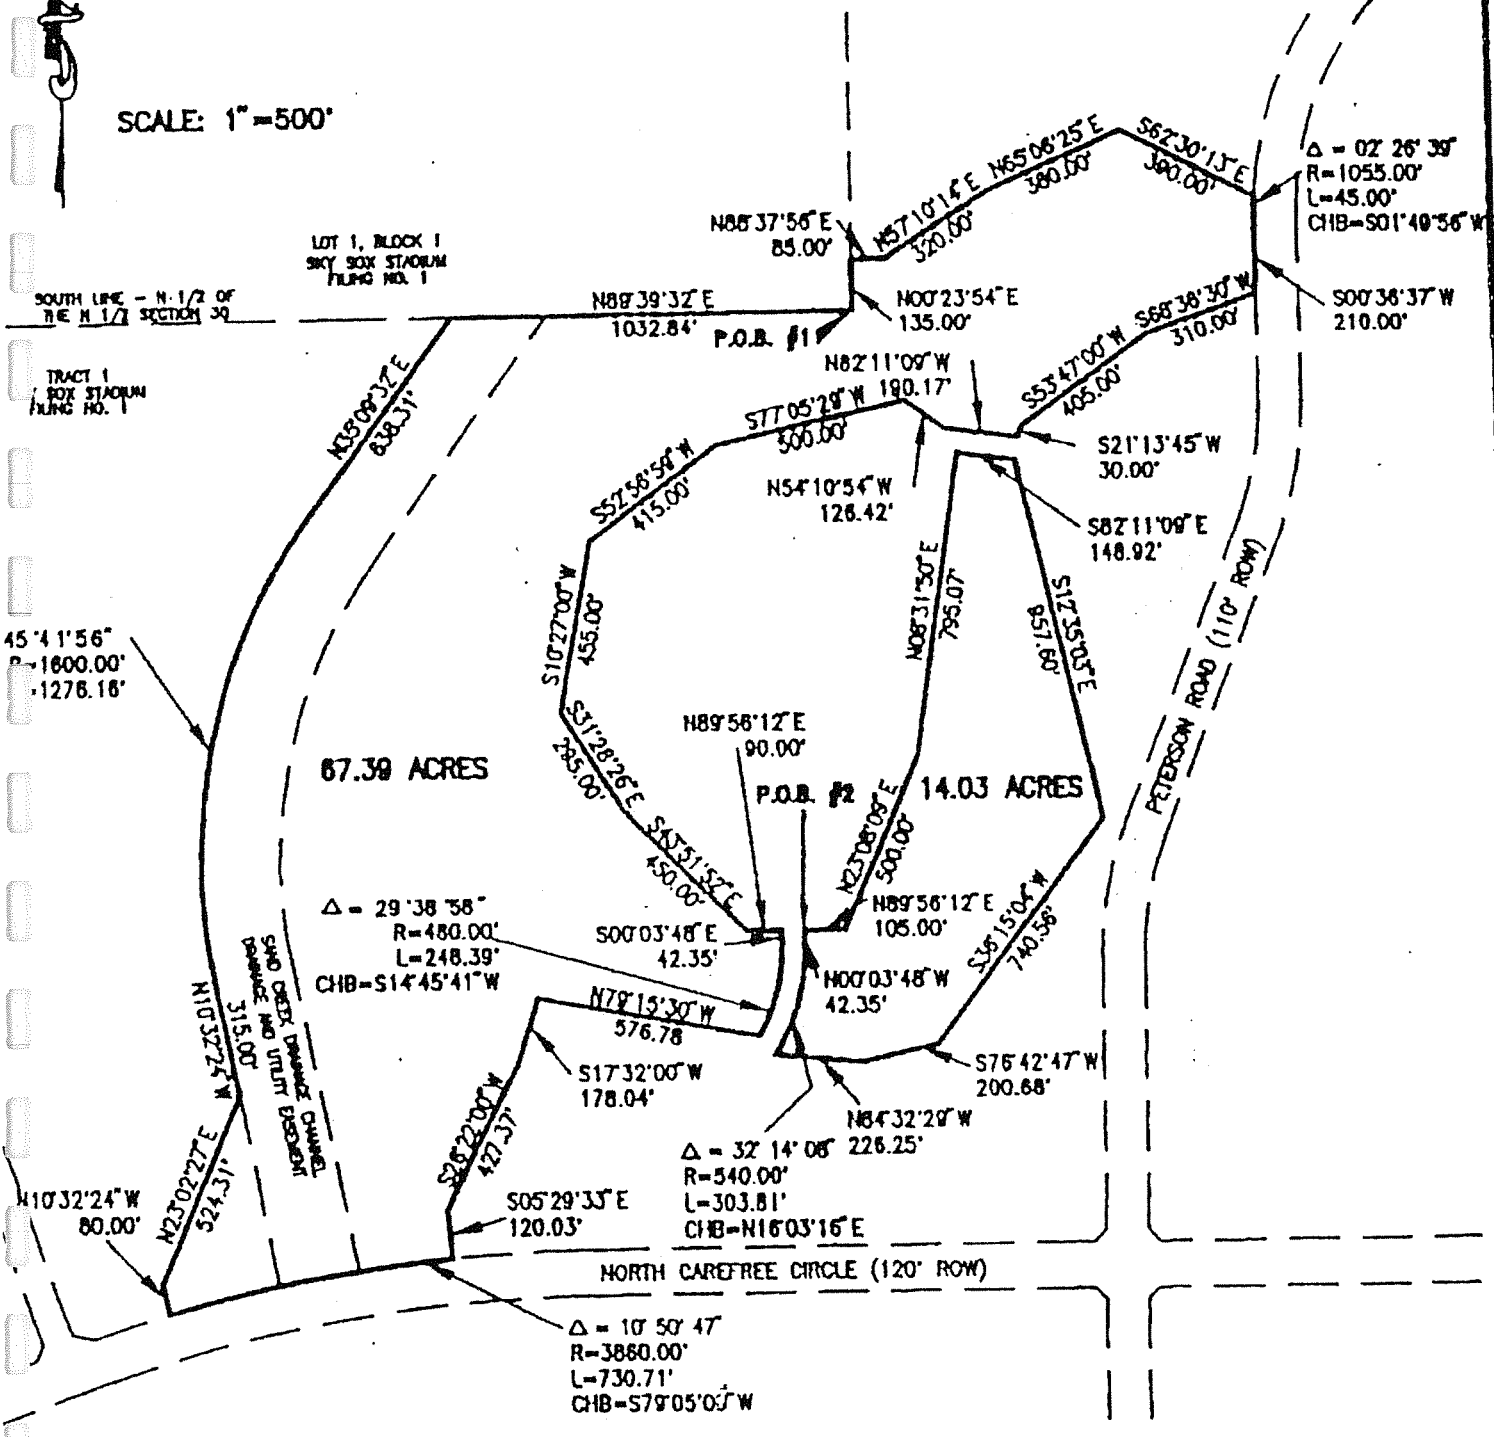 SCALE: 1"=500'
LOT 1, BLOCK 1
SKY SOX STADIUM
FILING NO. 1
SOUTH LINE - N 1/2 OF
THE N 1/2 SECTION 30
TRACT 1
SOX STADIUM
FILING NO. 1
N89°39'32"E
1032.84'
P.O.B. #1
N88°37'56"E
85.00'
N00°23'54"E
135.00'
N57°10'14"E
320.00'
N65°06'25"E
380.00'
S62°30'13"E
390.00'
Δ = 02° 26' 39"
R=1055.00'
L=45.00'
CHB=S01°49'56"W
S00°36'37"W
210.00'
S68°38'30"W
310.00'
S53°47'00"W
405.00'
S21°13'45"W
30.00'
N82°11'09"W
190.17'
N54°10'54"W
126.42'
S77°05'29"W
500.00'
S52°56'59"W
415.00'
S10°27'00"W
455.00'
S31°28'26"E
295.00'
S43°51'52"E
450.00'
N38°09'32"E
638.31'
45°41'56"
R=1600.00'
=1276.16'
67.39 ACRES
S82°11'09"E
148.92'
N08°31'50"E
795.07'
S12°35'03"E
857.60'
PETERSON ROAD (110' ROW)
N89°56'12"E
90.00'
P.O.B. #2
14.03 ACRES
N23°08'09"E
500.00'
N89°56'12"E
105.00'
S00°03'48"E
42.35'
N00°03'48"W
42.35'
S38°15'04"W
740.56'
Δ = 29°38'58"
R=480.00'
L=248.39'
CHB=S14°45'41"W
N79°15'30"W
576.78
S17°32'00"W
178.04'
S76°42'47"W
200.68'
N84°32'29"W
226.25'
Δ = 32° 14' 08"
R=540.00'
L=303.81'
CHB=N16°03'16"E
N10°32'24"W
315.00'
SAND CREEK DRAINAGE CHANNEL
DRAINAGE AND UTILITY EASEMENT
N23°02'27"E
524.31'
N10°32'24"W
80.00'
S26°22'00"W
427.37'
S05°29'33"E
120.03'
NORTH CAREFREE CIRCLE (120' ROW)
Δ = 10° 50' 47"
R=3860.00'
L=730.71'